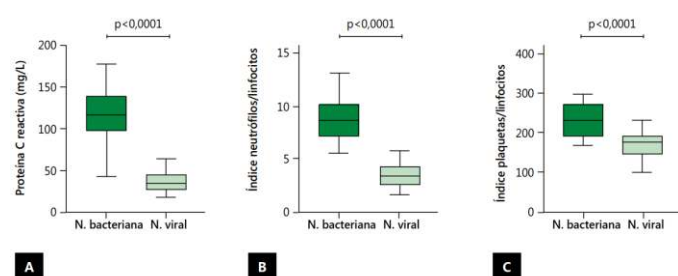 p<0,0001
Proteína C reactiva (mg/L)
200
150
100
50
0
N. bacteriana N. viral
A
p<0,0001
Índice neutrófilos/linfocitos
15
10
5
0
N. bacteriana N. viral
B
p<0,0001
Índice plaquetas/linfocitos
400
300
200
100
0
N. bacteriana N. viral
C